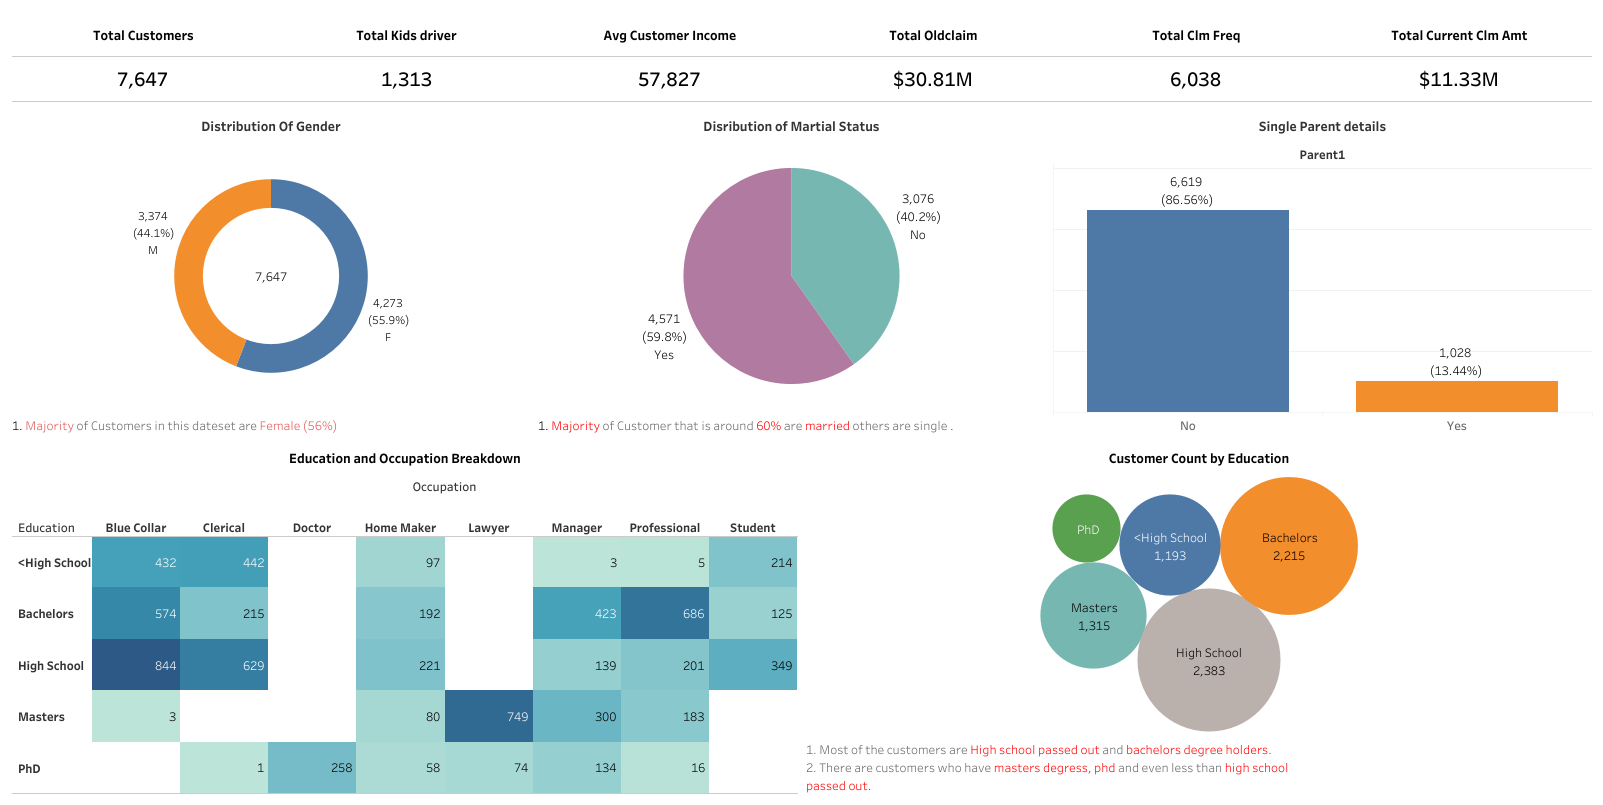 Total Customers Total Kids driver Avg Customer Income Total Oldclaim Total Clm Freq Total Current Clm Amt
7,647 1,313 57,827 $30.81M 6,038 $11.33M
Distribution Of Gender
3,374
(44.1%)
M
7,647
4,273
(55.9%)
F
1. Majority of Customers in this dateset are Female (56%)
Disribution of Martial Status
3,076
(40.2%)
No
4,571
(59.8%)
Yes
1. Majority of Customer that is around 60% are married others are single .
Single Parent details
Parent1
6,619
(86.56%)
1,028
(13.44%)
No Yes
Education and Occupation Breakdown
Occupation
Education Blue Collar Clerical Doctor Home Maker Lawyer Manager Professional Student
<High School 432 442 97 3 5 214
Bachelors 574 215 192 423 686 125
High School 844 629 221 139 201 349
Masters 3 80 749 300 183
PhD 1 258 58 74 134 16
Customer Count by Education
PhD
<High School
1,193
Bachelors
2,215
Masters
1,315
High School
2,383
1. Most of the customers are High school passed out and bachelors degree holders.
2. There are customers who have masters degress, phd and even less than high school
passed out.